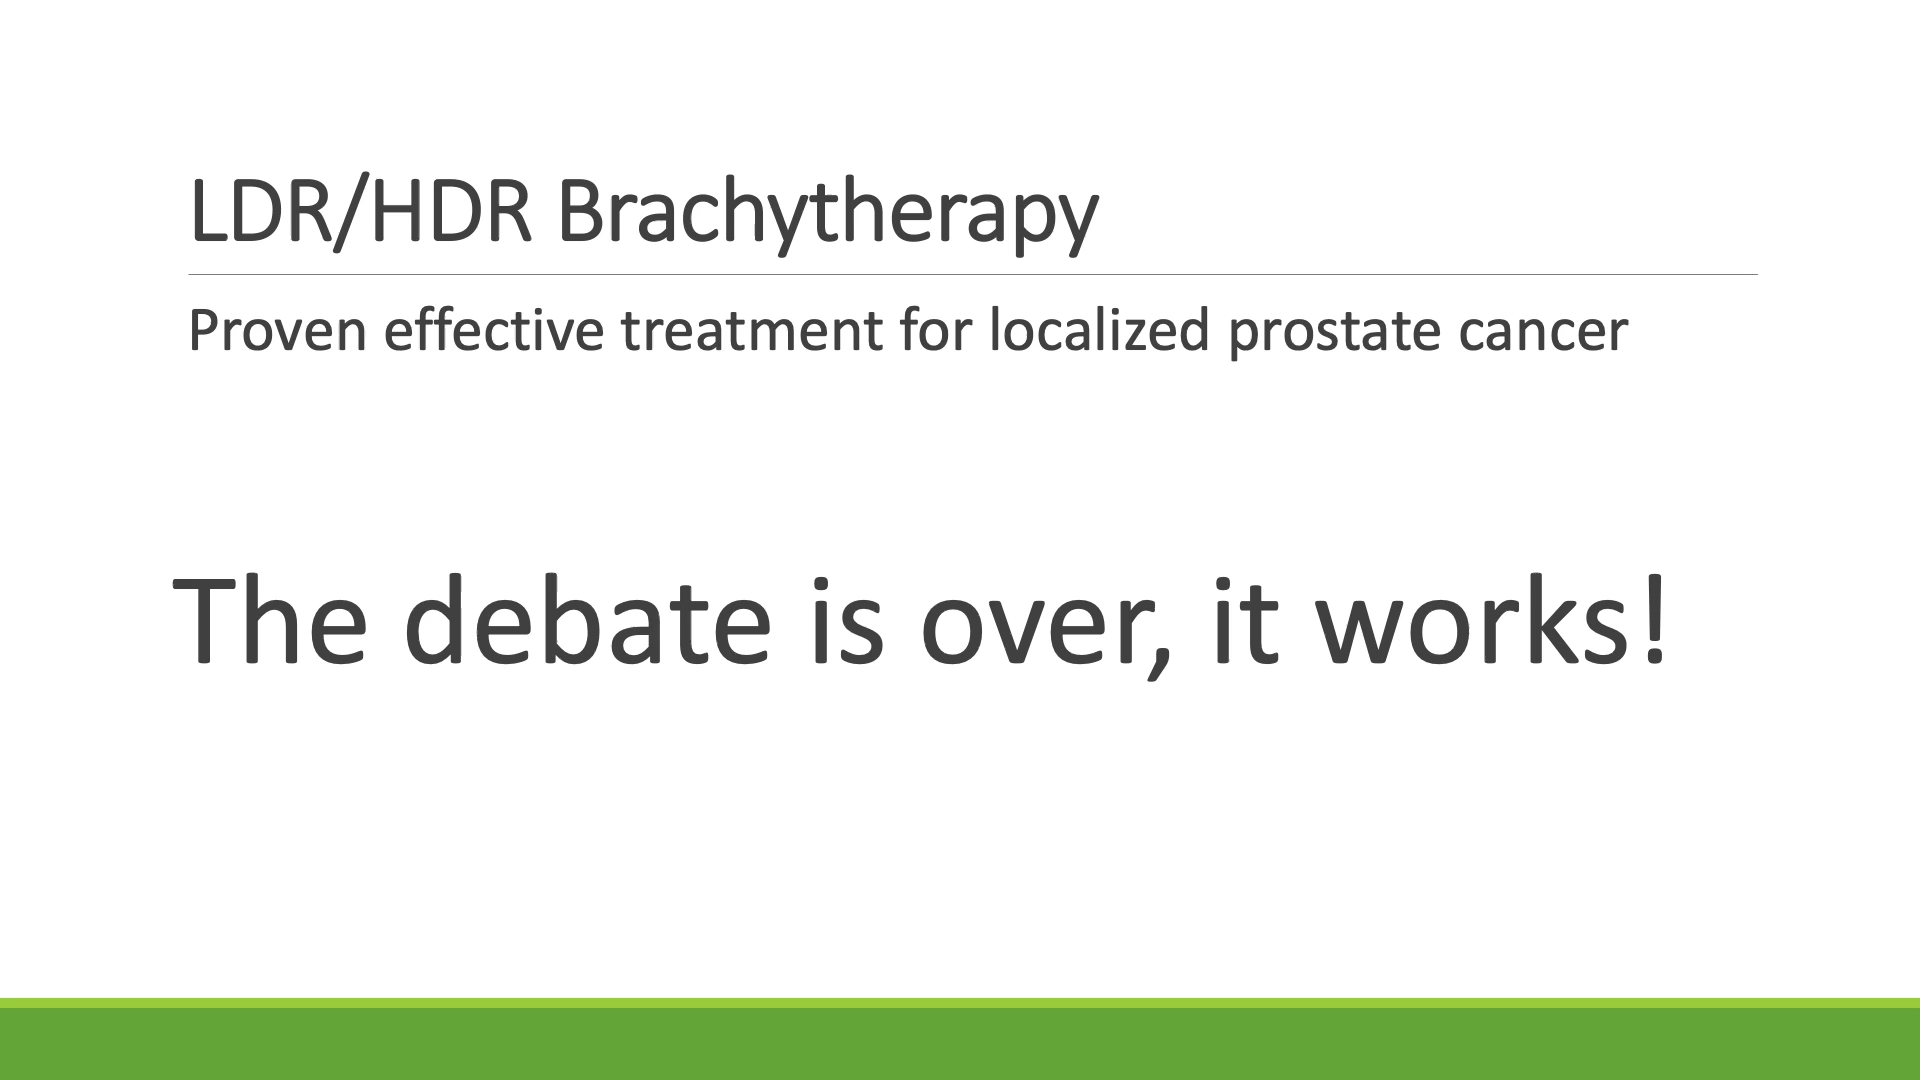 LDR/HDR Brachytherapy
Proven effective treatment for localized prostate cancer
The debate is over, it works!